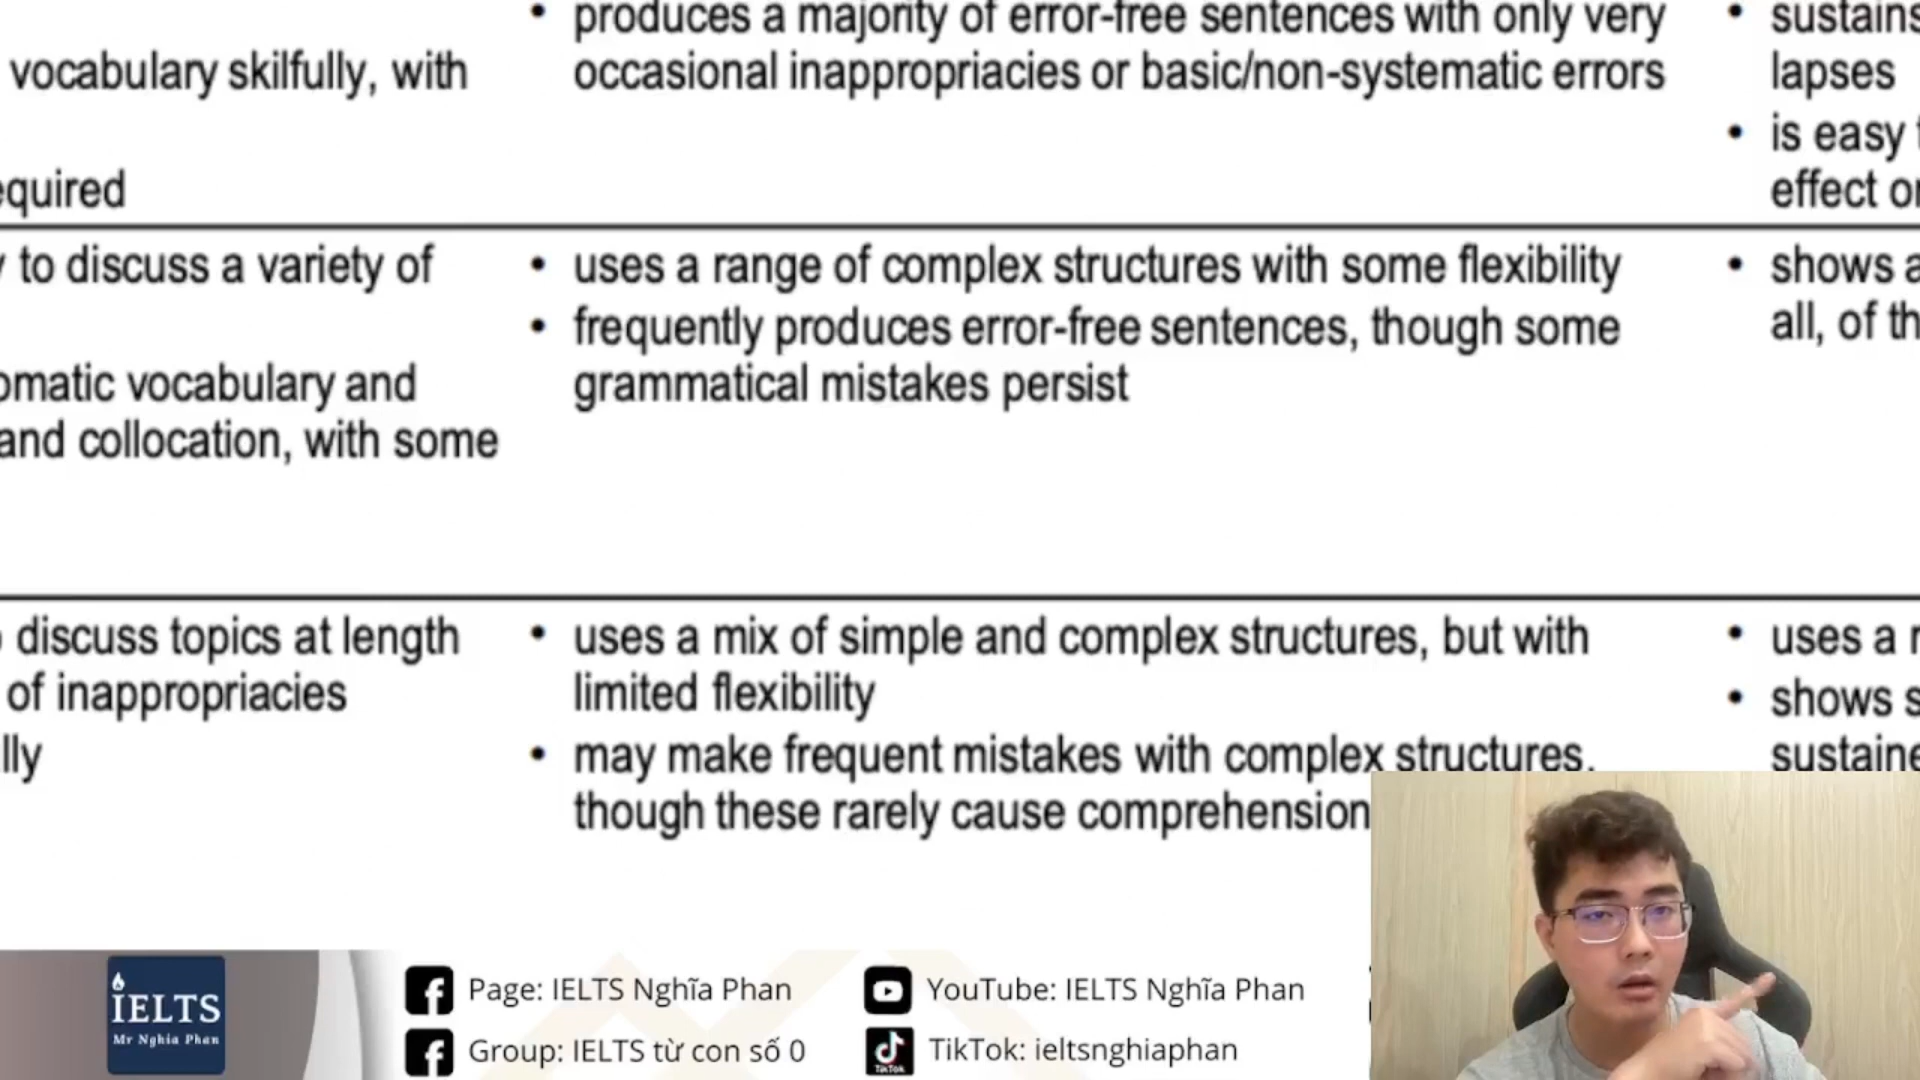 vocabulary skilfully, with
equired
produces a majority of error-free sentences with only very
occasional inappropriacies or basic/non-systematic errors
sustains
lapses
is easy
effect
to discuss a variety of
omatic vocabulary and
and collocation, with some
• uses a range of complex structures with some flexibility
• frequently produces error-free sentences, though some
grammatical mistakes persist
• shows a
all, of th
discuss topics at length
of inappropriacies
lly
• uses a mix of simple and complex structures, but with
limited flexibility
• may make frequent mistakes with complex structures,
though these rarely cause comprehension
• uses a
• shows s
sustaine
IELTS
Mr Nghia Phan
Page: IELTS Nghĩa Phan
Group: IELTS từ con số 0
YouTube: IELTS Nghĩa Phan
TikTok
TikTok: ieltsnghiaphan